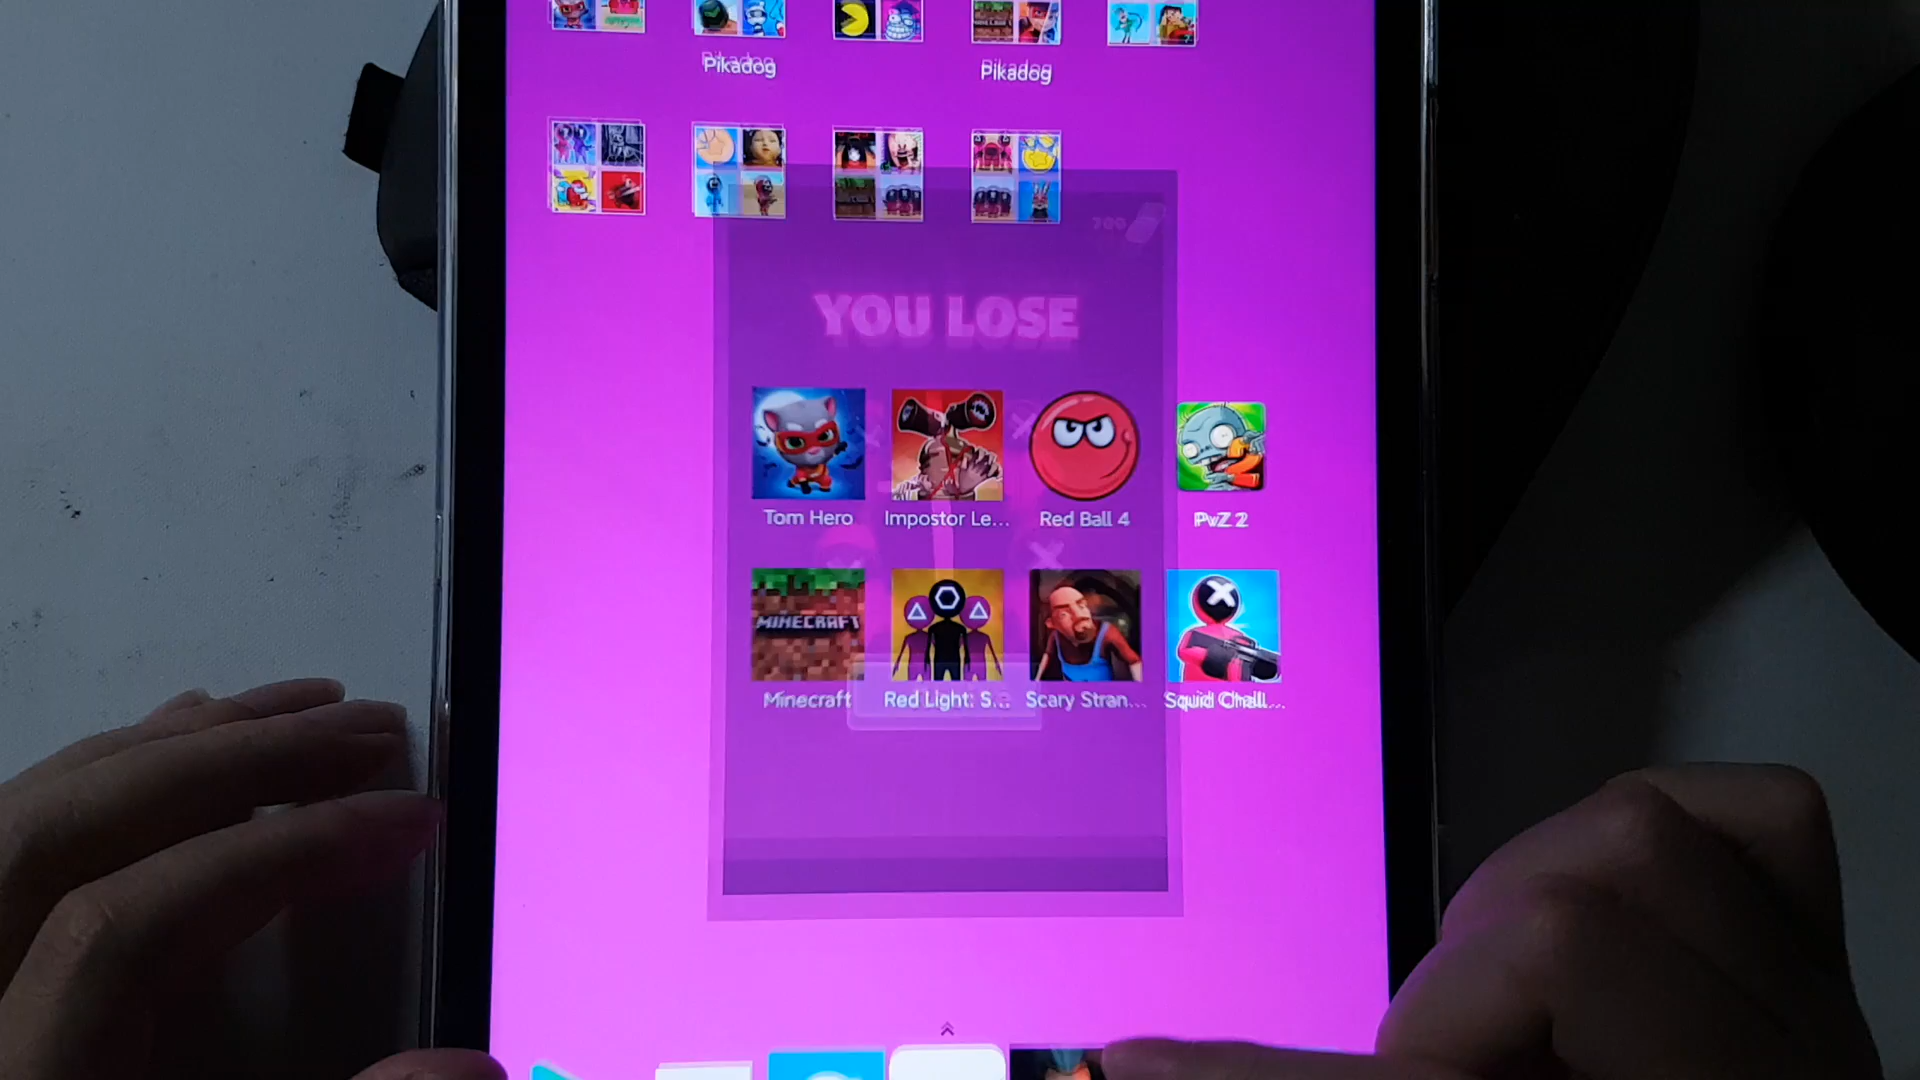 Pikadog Pikadog
700
YOU LOSE
Tom Hero Impostor Le... Red Ball 4 PvZ 2
MINECRAFT
Minecraft Red Light: S... Scary Stran... Squid Chall...